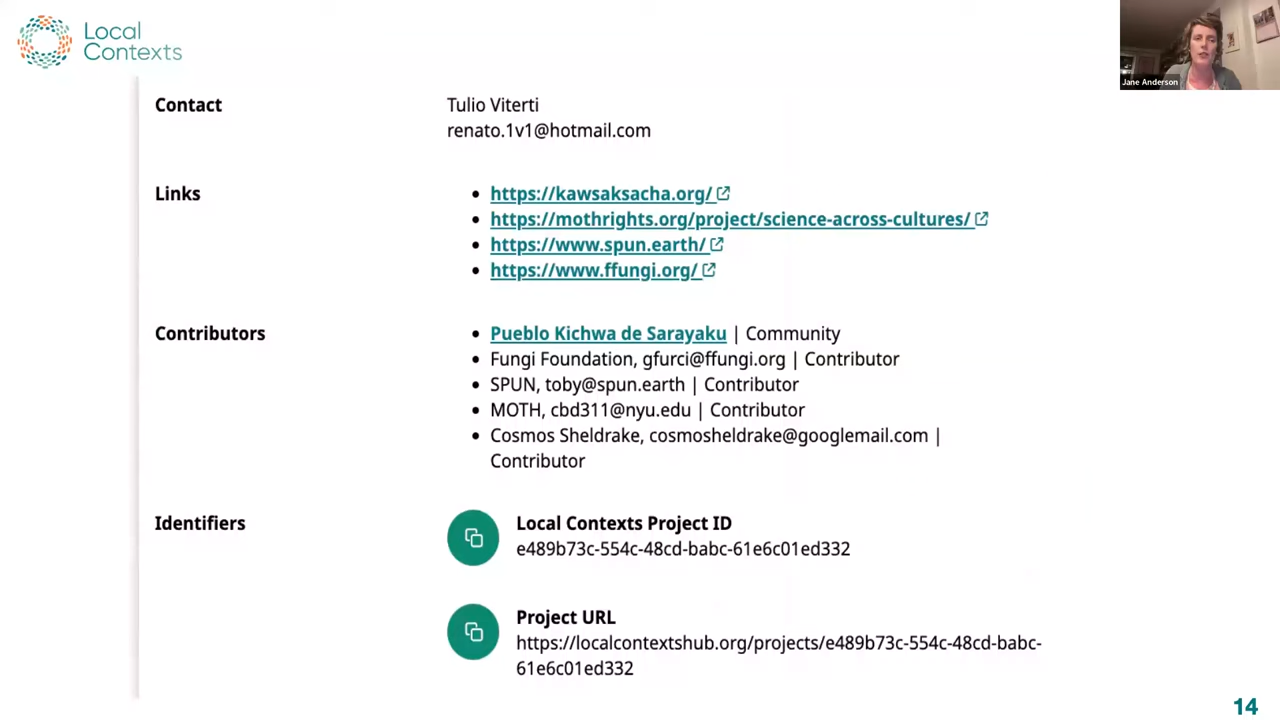 Local
Contexts
Jane Anderson
Contact
Tulio Viterti
renato.1v1@hotmail.com
Links
https://kawsaksacha.org/
https://mothrights.org/project/science-across-cultures/
https://www.spun.earth/
https://www.ffungi.org/
Contributors
Pueblo Kichwa de Sarayaku | Community
Fungi Foundation, gfurci@ffungi.org | Contributor
SPUN, toby@spun.earth | Contributor
MOTH, cbd311@nyu.edu | Contributor
Cosmos Sheldrake, cosmosheldrake@googlemail.com |
Contributor
Identifiers
Local Contexts Project ID
e489b73c-554c-48cd-babc-61e6c01ed332
Project URL
https://localcontextshub.org/projects/e489b73c-554c-48cd-babc-
61e6c01ed332
14